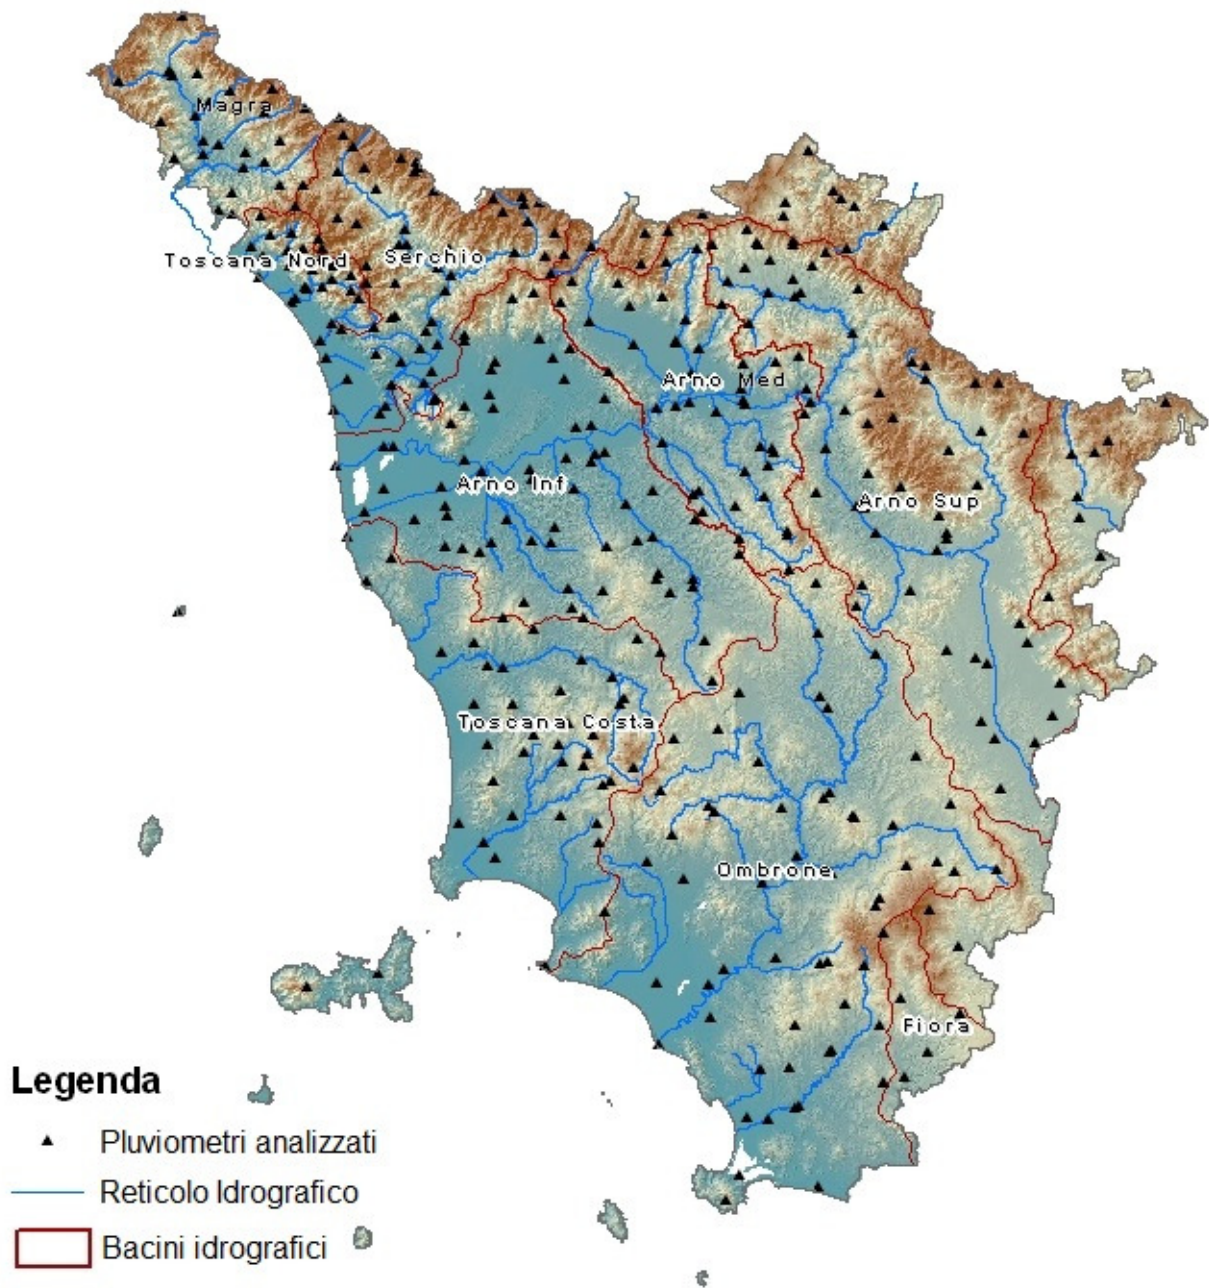 Magra
Toscana Nord
Serchio
Arno Med
Arno Inf
Arno Sup
Toscana Costa
Ombrone
Fiora
Legenda
Pluviometri analizzati
Reticolo Idrografico
Bacini idrografici